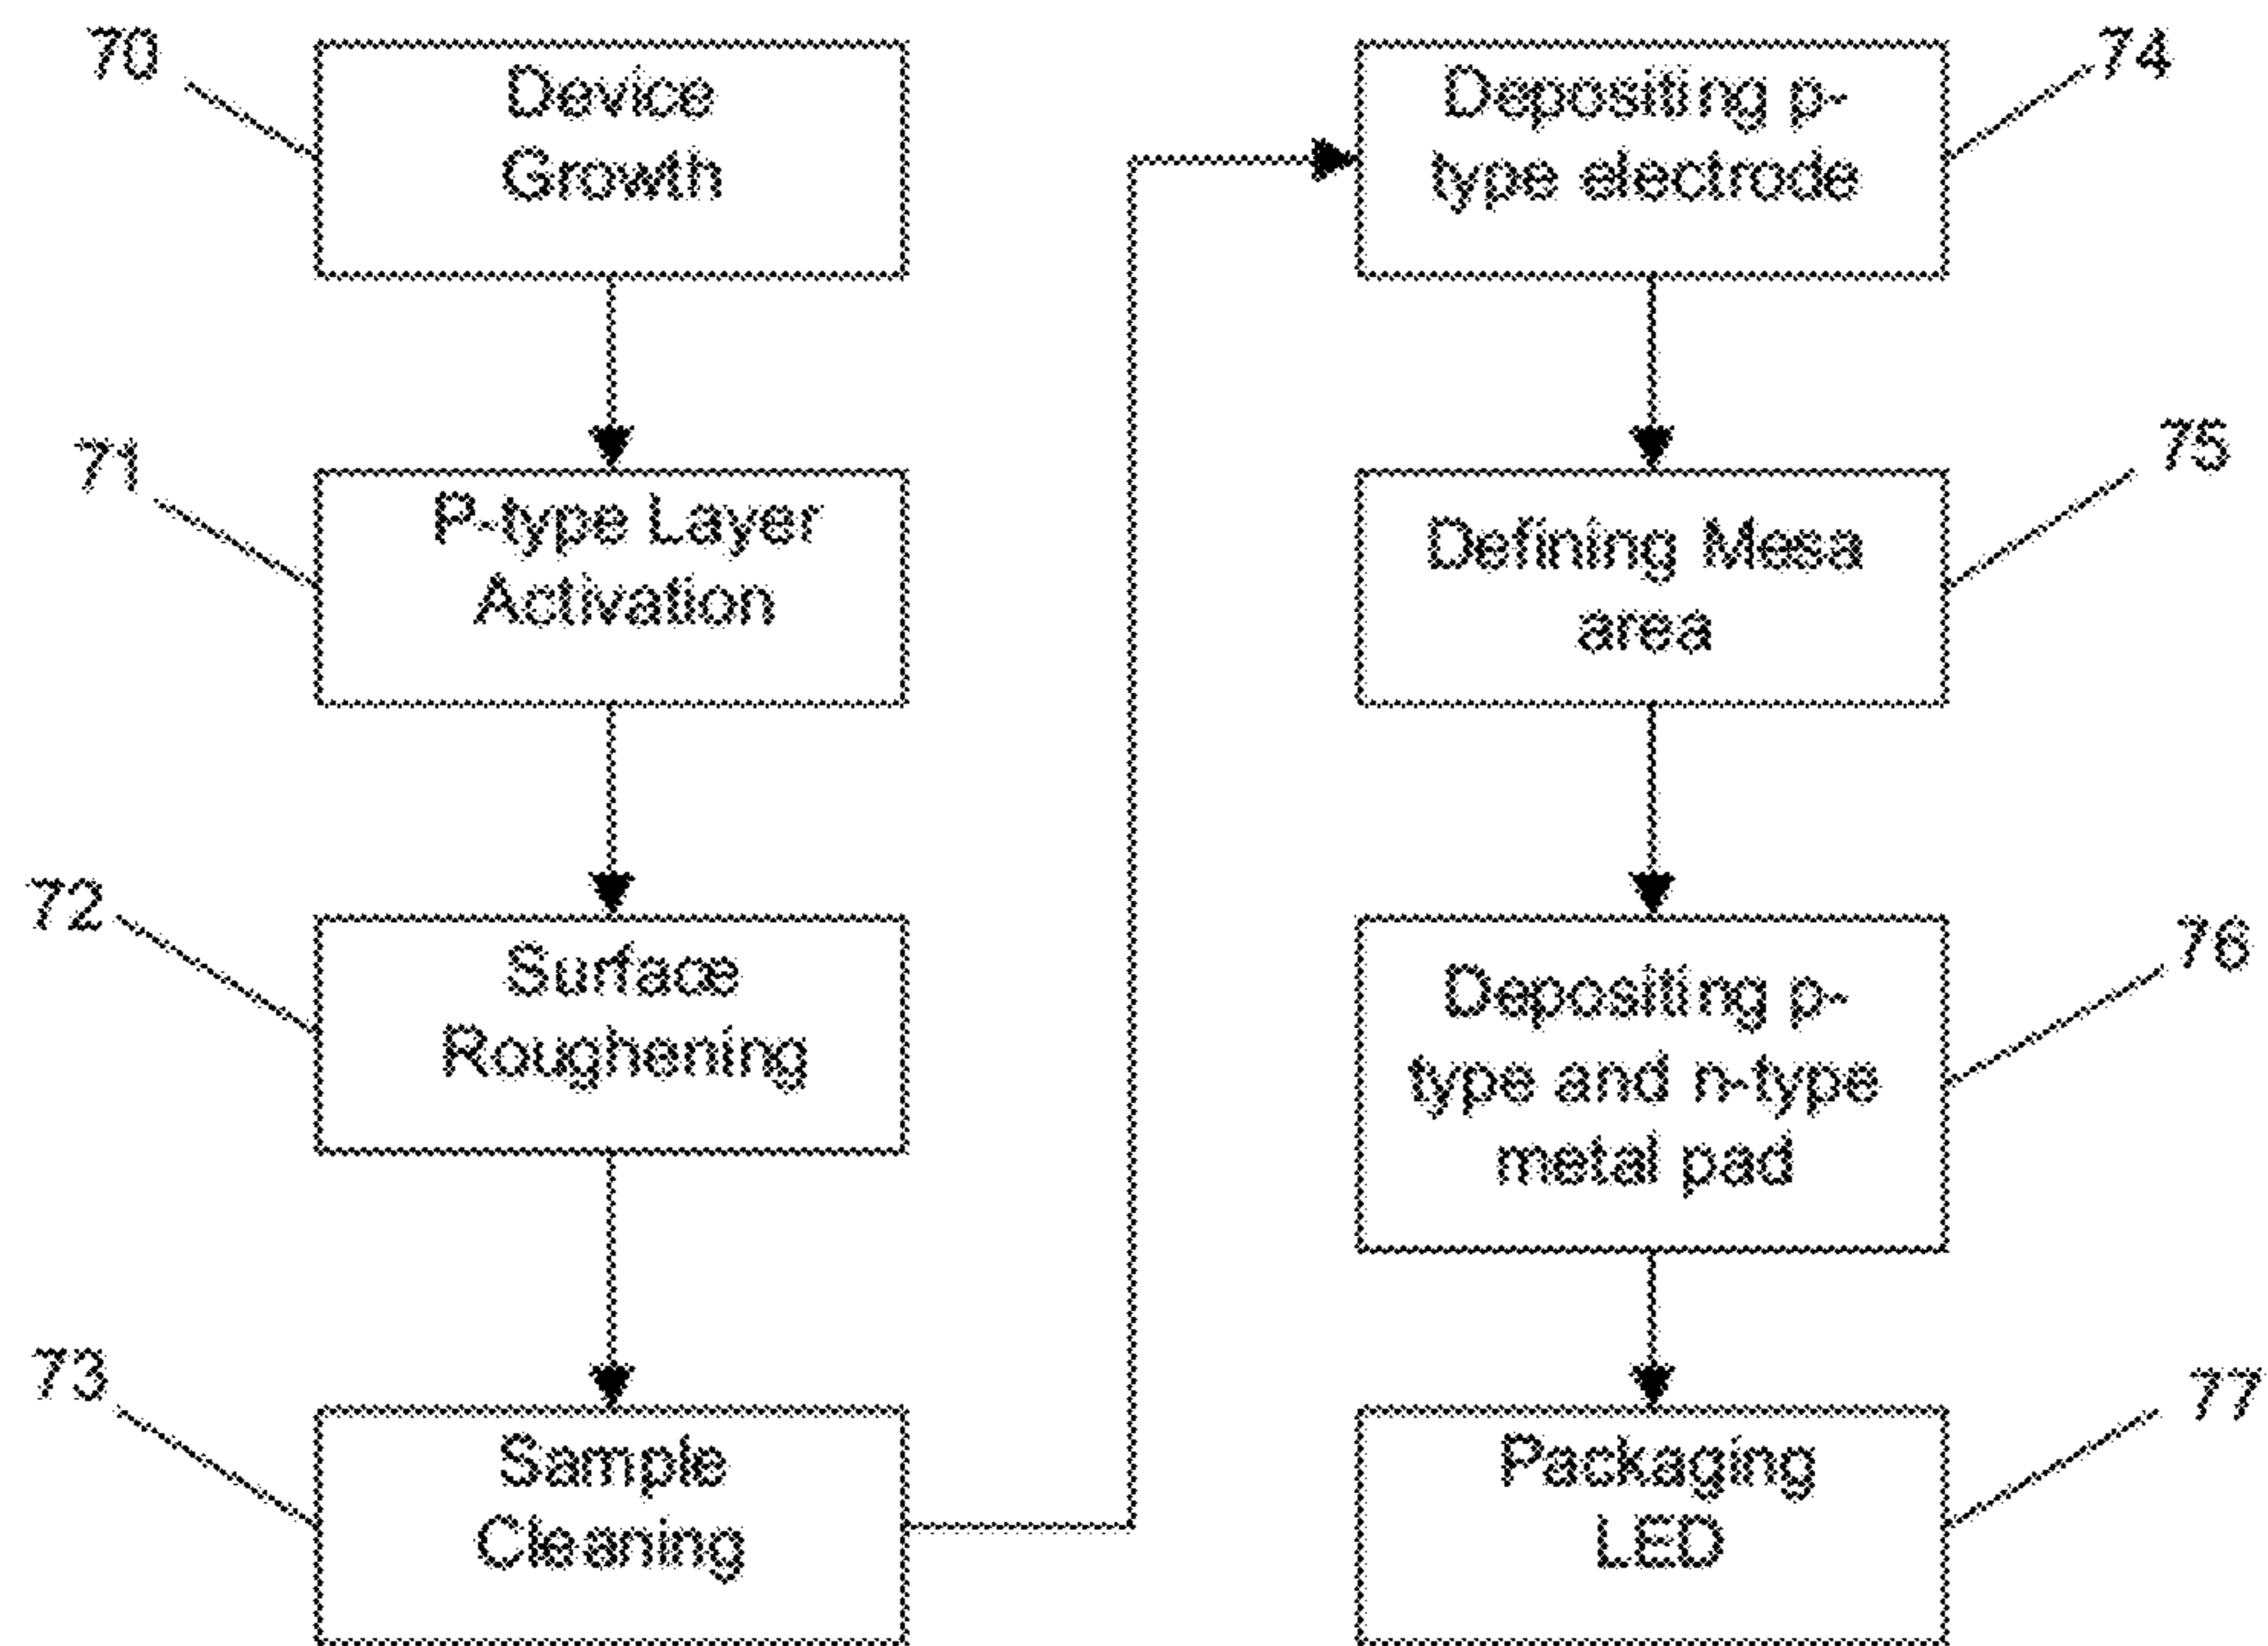 70
Device
Growth
71
P-type Layer
Activation
72
Surface
Roughening
73
Sample
Cleaning
74
Depositing p-
type electrode
75
Defining Mesa
area
76
Depositing p-
type and n-type
metal pad
77
Packaging
LED